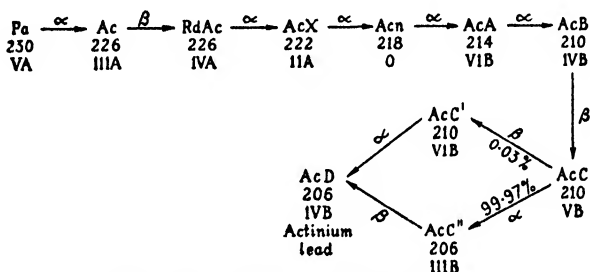 Pa α Ac β RdAc α AcX α Acn α AcA α AcB
230 226 226 222 218 214 210
VA IIIA IVA IIA O VIB IVB
β
AcC'
210
VIB
α β
0·03%
AcC
210
VB
AcD
206
IVB
Actinium
lead
99·97%
α
β
AcC"
206
IIIB